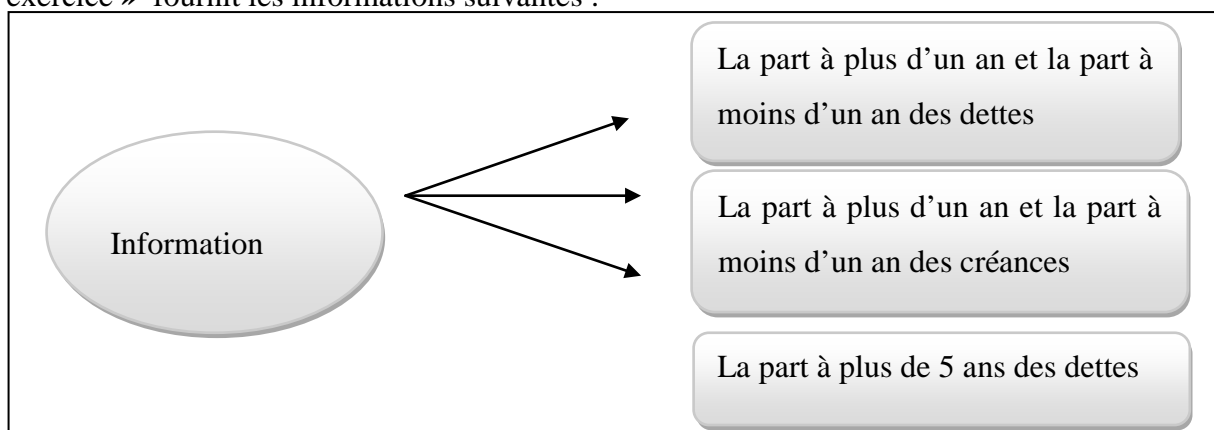 exercice » fournit les informations suivantes :
La part à plus d’un an et la part à
moins d’un an des dettes
La part à plus d’un an et la part à
moins d’un an des créances
Information
La part à plus de 5 ans des dettes